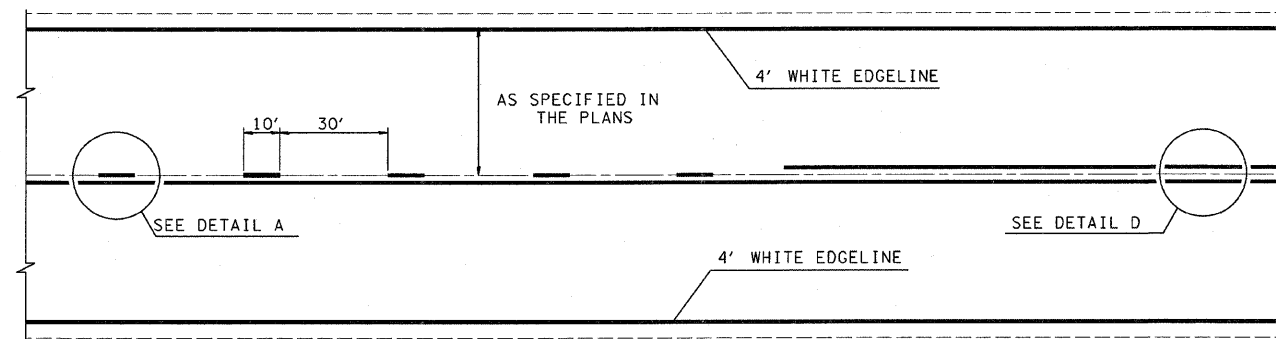 4' WHITE EDGELINE
AS SPECIFIED IN
THE PLANS
10' 30'
SEE DETAIL A
SEE DETAIL D
4' WHITE EDGELINE